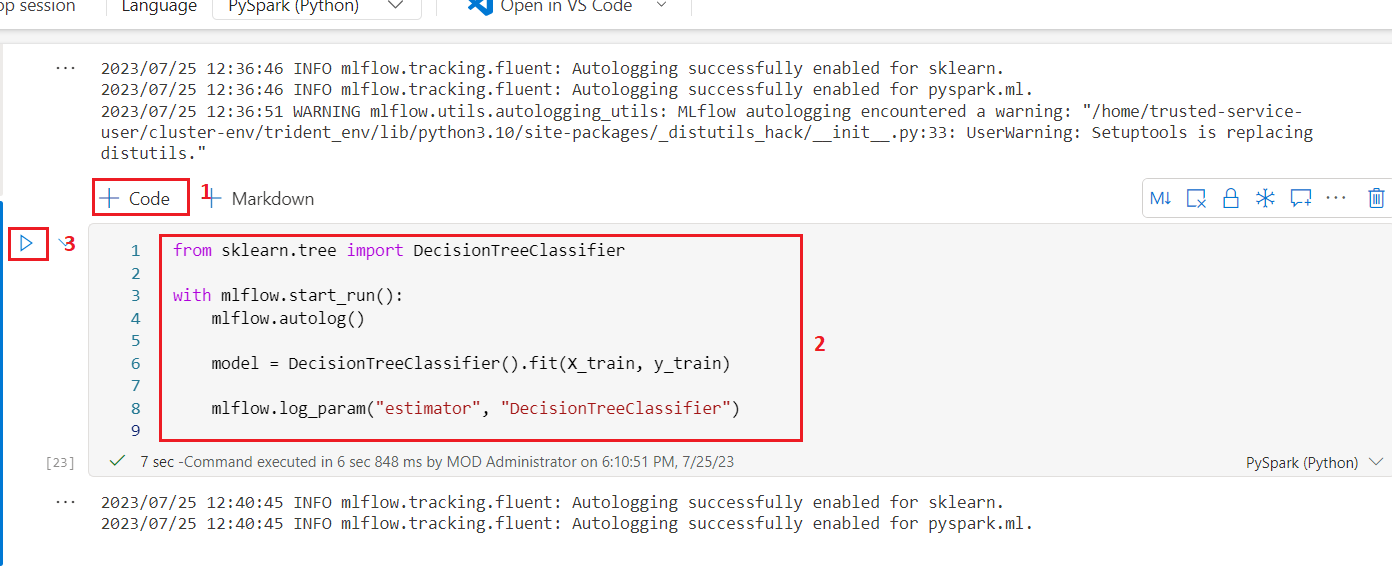 op session Language PySpark (Python) Open in VS Code
... 2023/07/25 12:36:46 INFO mlflow.tracking.fluent: Autologging successfully enabled for sklearn.
2023/07/25 12:36:46 INFO mlflow.tracking.fluent: Autologging successfully enabled for pyspark.ml.
2023/07/25 12:36:51 WARNING mlflow.utils.autologging_utils: MLflow autologging encountered a warning: "/home/trusted-service-
user/cluster-env/trident_env/lib/python3.10/site-packages/_distutils_hack/__init__.py:33: UserWarning: Setuptools is replacing
distutils."
+ Code 1 + Markdown M↓ ...
3
1 from sklearn.tree import DecisionTreeClassifier
2
3 with mlflow.start_run():
4     mlflow.autolog()
5
2
6     model = DecisionTreeClassifier().fit(X_train, y_train)
7
8     mlflow.log_param("estimator", "DecisionTreeClassifier")
9
[23] 7 sec -Command executed in 6 sec 848 ms by MOD Administrator on 6:10:51 PM, 7/25/23 PySpark (Python)
... 2023/07/25 12:40:45 INFO mlflow.tracking.fluent: Autologging successfully enabled for sklearn.
2023/07/25 12:40:45 INFO mlflow.tracking.fluent: Autologging successfully enabled for pyspark.ml.